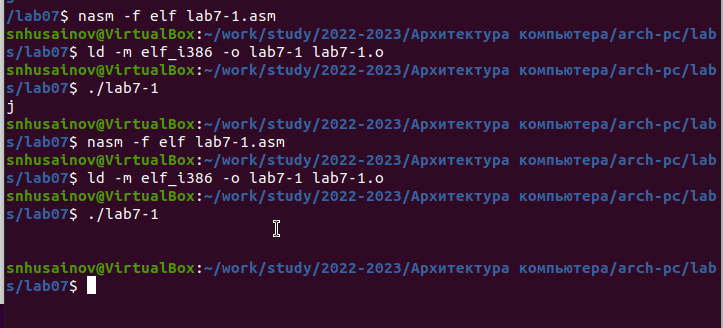 /lab07$ nasm -f elf lab7-1.asm
snhusainov@VirtualBox:~/work/study/2022-2023/Архитектура компьютера/arch-pc/lab
s/lab07$ ld -m elf_i386 -o lab7-1 lab7-1.o
snhusainov@VirtualBox:~/work/study/2022-2023/Архитектура компьютера/arch-pc/lab
s/lab07$ ./lab7-1
j
snhusainov@VirtualBox:~/work/study/2022-2023/Архитектура компьютера/arch-pc/lab
s/lab07$ nasm -f elf lab7-1.asm
snhusainov@VirtualBox:~/work/study/2022-2023/Архитектура компьютера/arch-pc/lab
s/lab07$ ld -m elf_i386 -o lab7-1 lab7-1.o
snhusainov@VirtualBox:~/work/study/2022-2023/Архитектура компьютера/arch-pc/lab
s/lab07$ ./lab7-1
snhusainov@VirtualBox:~/work/study/2022-2023/Архитектура компьютера/arch-pc/lab
s/lab07$